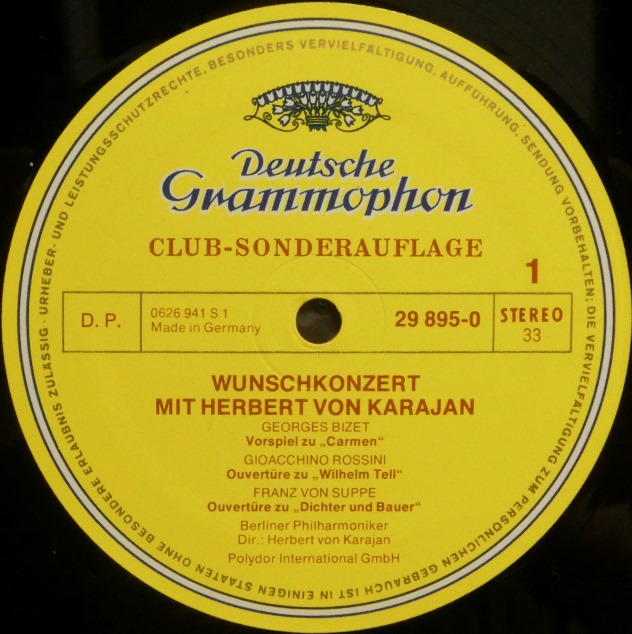 URHEBER- UND LEISTUNGSSCHUTZRECHTE, BESONDERS VERVIELFÄLTIGUNG, AUFFÜHRUNG, SENDUNG VORBEHALTEN; DIE VERVIELFÄLTIGUNG ZUM PERSÖNLICHEN GEBRAUCH IST IN EINIGEN STAATEN OHNE BESONDERE ERLAUBNIS ZULÄSSIG ·
Deutsche
Grammophon
CLUB-SONDERAUFLAGE
1
D. P.
0626 941 S 1
Made in Germany
29 895-0
STEREO
33
WUNSCHKONZERT
MIT HERBERT VON KARAJAN
GEORGES BIZET
Vorspiel zu „Carmen“
GIOACCHINO ROSSINI
Ouvertüre zu „Wilhelm Tell“
FRANZ VON SUPPE
Ouvertüre zu „Dichter und Bauer“
Berliner Philharmoniker
Dir.: Herbert von Karajan
Polydor International GmbH